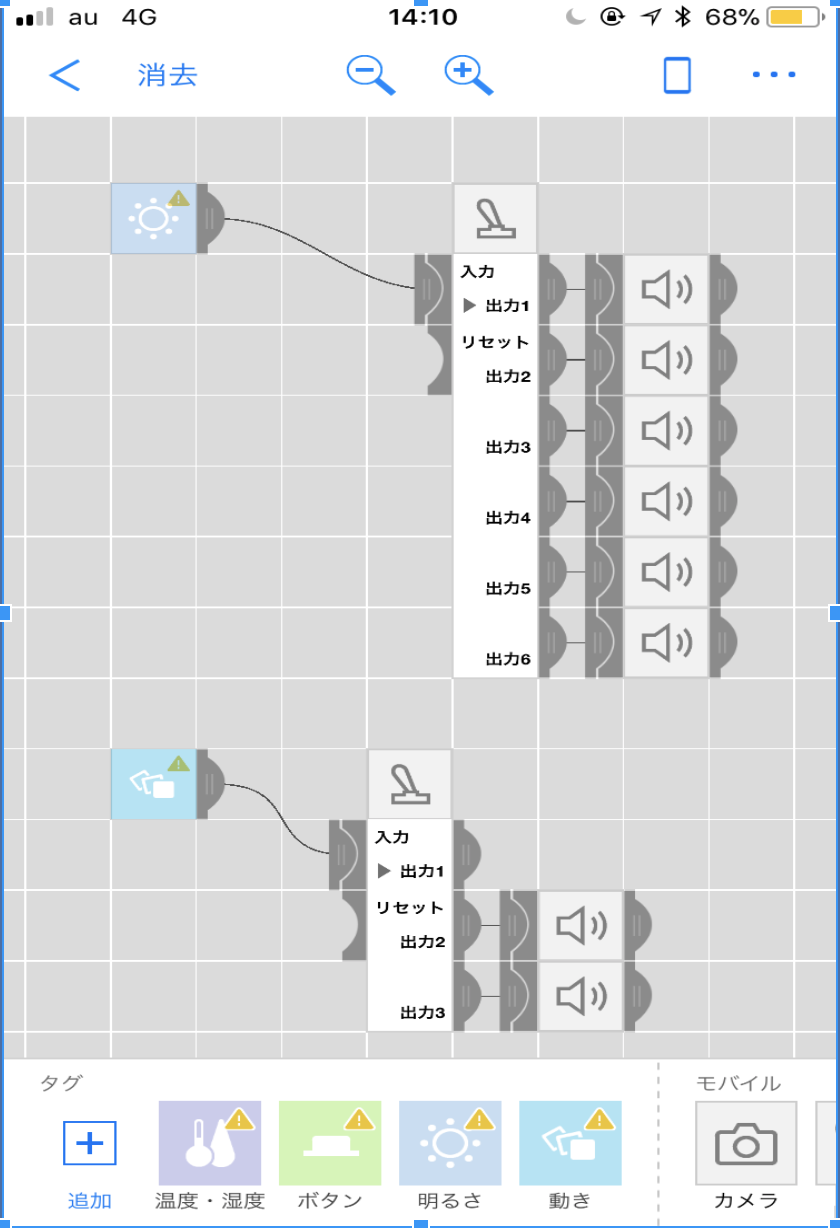 au 4G 14:10 68%
消去
入力
出力1
リセット
出力2
出力3
出力4
出力5
出力6
入力
出力1
リセット
出力2
出力3
タグ
モバイル
追加 温度・湿度 ボタン 明るさ 動き カメラ